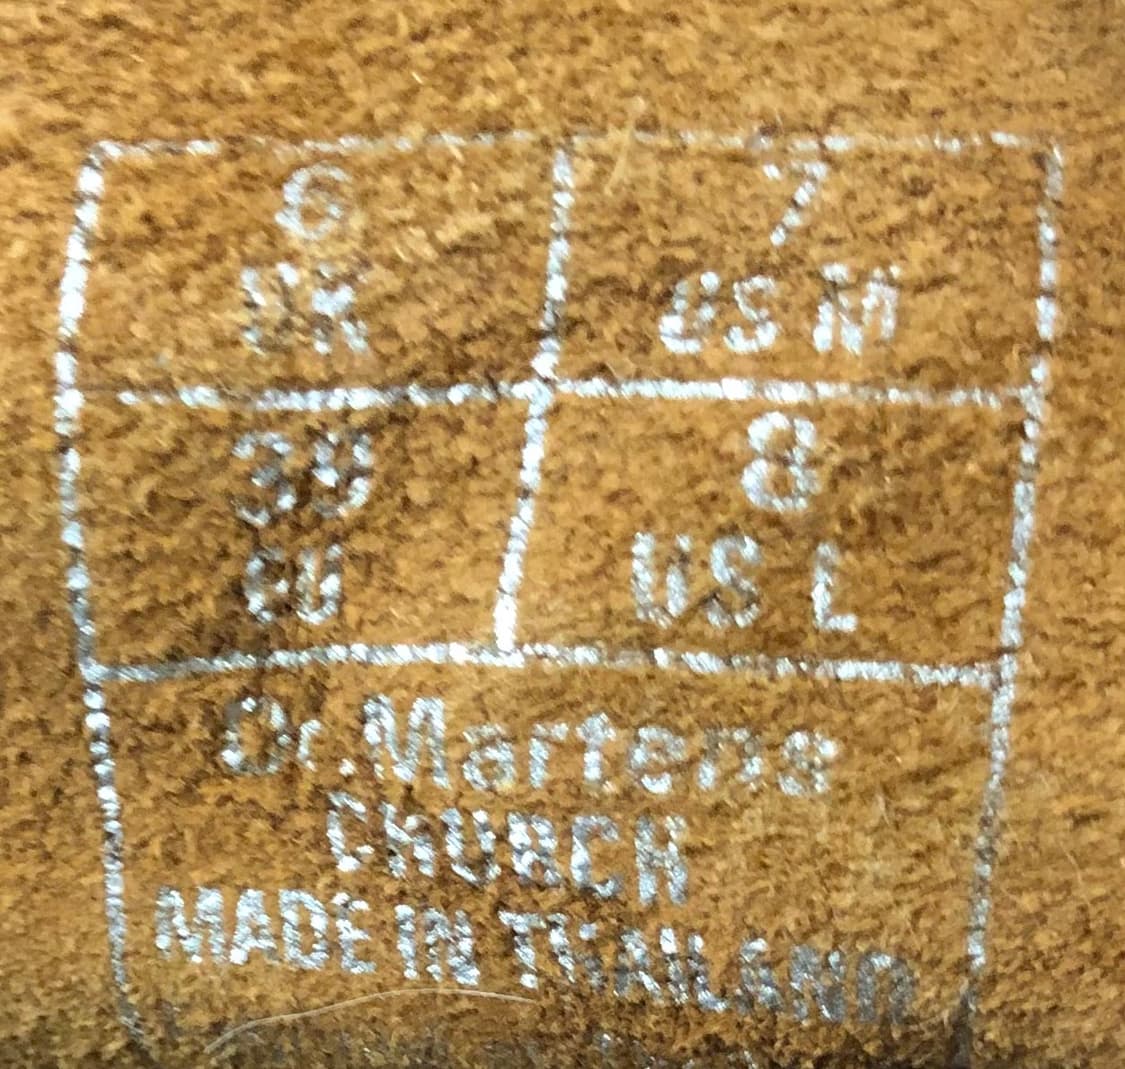 6
UK
7
US M
39
EU
8
US L
Dr. Martens
CHURCH
MADE IN THAILAND